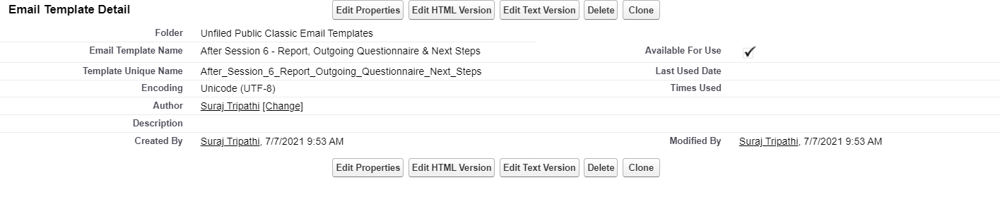 Email Template Detail Edit Properties Edit HTML Version Edit Text Version Delete Clone
Folder Unfiled Public Classic Email Templates
Email Template Name After Session 6 - Report, Outgoing Questionnaire & Next Steps Available For Use
Template Unique Name After_Session_6_Report_Outgoing_Questionnaire_Next_Steps Last Used Date
Encoding Unicode (UTF-8) Times Used
Author Suraj Tripathi [Change]
Description
Created By Suraj Tripathi, 7/7/2021 9:53 AM Modified By Suraj Tripathi, 7/7/2021 9:53 AM
Edit Properties Edit HTML Version Edit Text Version Delete Clone